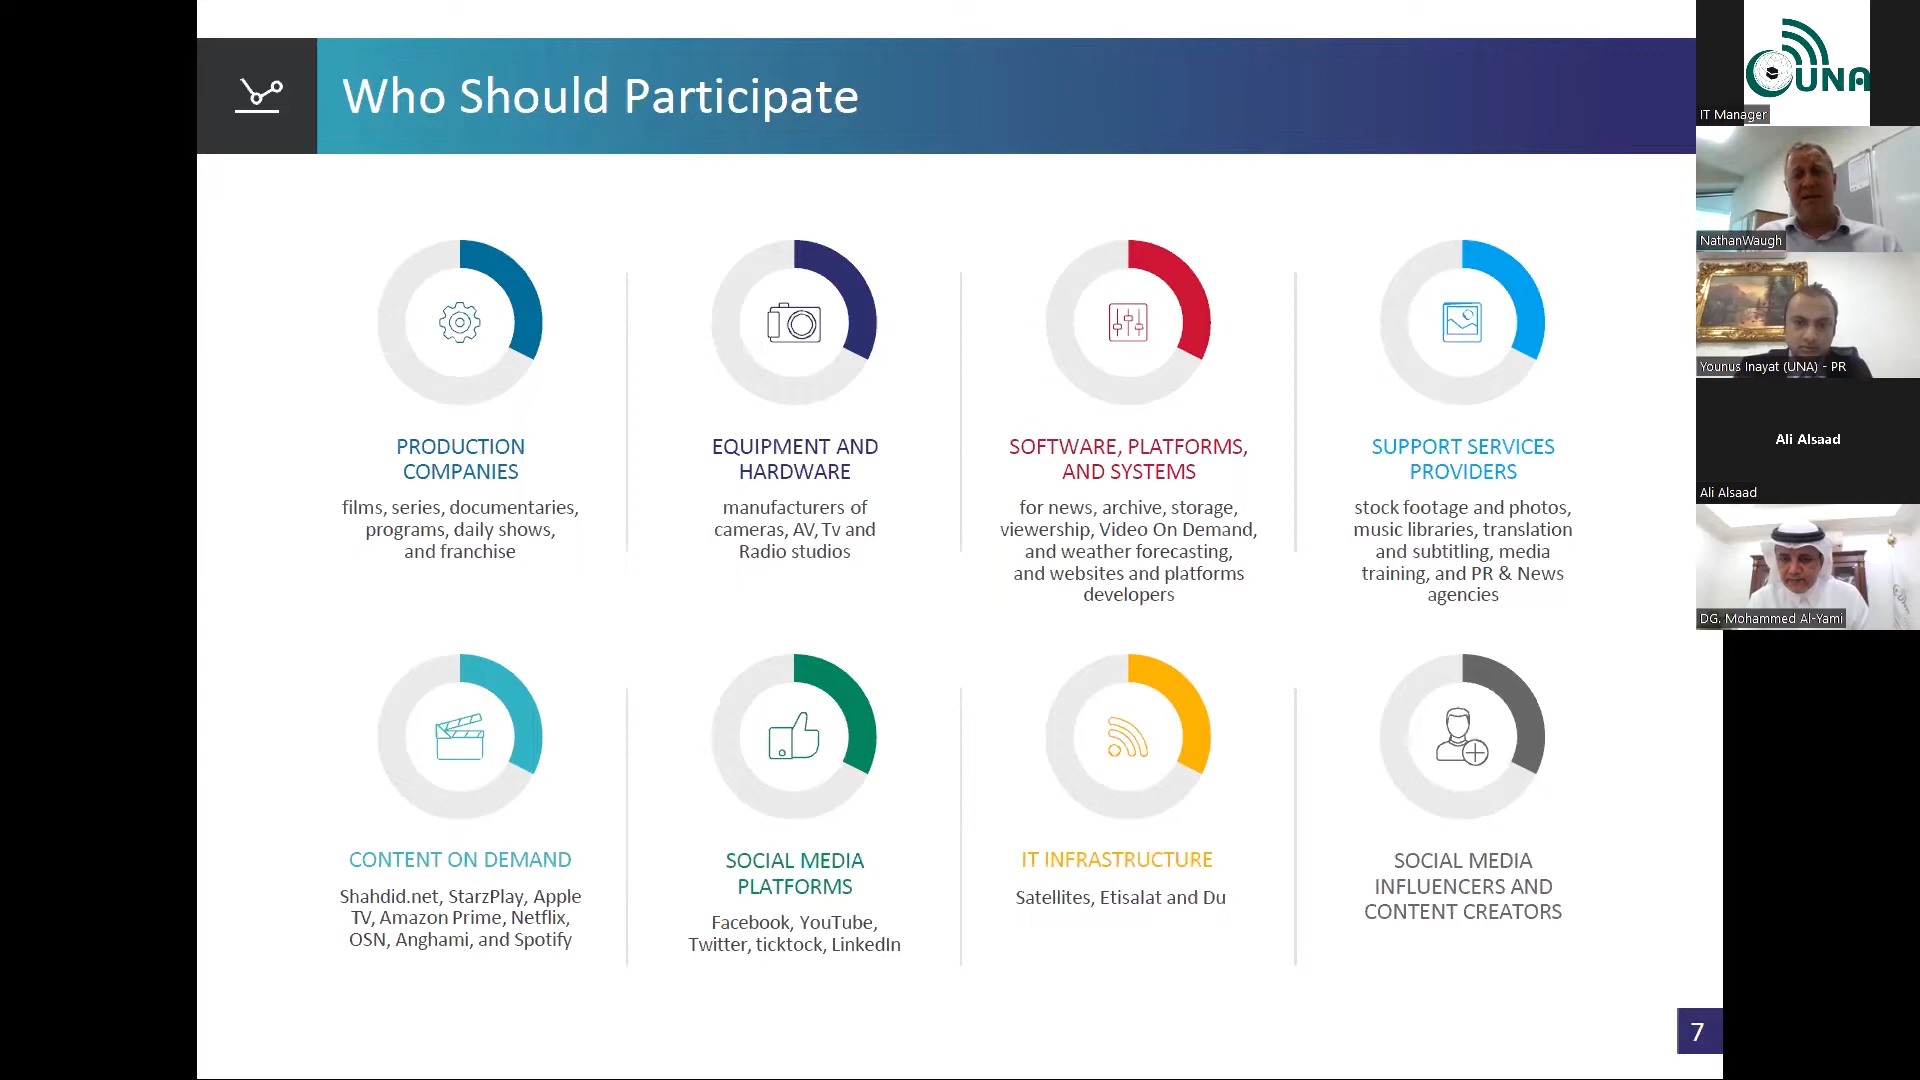 Who Should Participate
PRODUCTION
COMPANIES
films, series, documentaries,
programs, daily shows,
and franchise
EQUIPMENT AND
HARDWARE
manufacturers of
cameras, AV, Tv and
Radio studios
SOFTWARE, PLATFORMS,
AND SYSTEMS
for news, archive, storage,
viewership, Video On Demand,
and weather forecasting,
and websites and platforms
developers
SUPPORT SERVICES
PROVIDERS
stock footage and photos,
music libraries, translation
and subtitling, media
training, and PR & News
agencies
CONTENT ON DEMAND
Shahdid.net, StarzPlay, Apple
TV, Amazon Prime, Netflix,
OSN, Anghami, and Spotify
SOCIAL MEDIA
PLATFORMS
Facebook, YouTube,
Twitter, ticktock, LinkedIn
IT INFRASTRUCTURE
Satellites, Etisalat and Du
SOCIAL MEDIA
INFLUENCERS AND
CONTENT CREATORS
7
UNA
IT Manager
NathanWaugh
Younus Inayat (UNA) - PR
Ali Alsaad
Ali Alsaad
DG. Mohammed Al-Yami